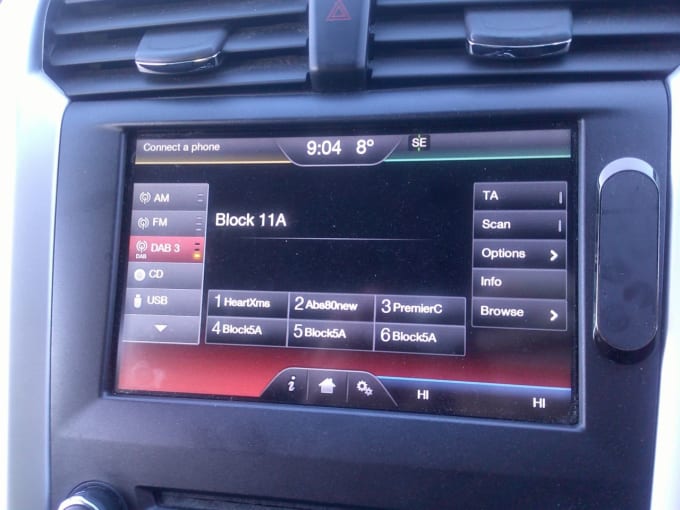 Connect a phone
9:04 8° SE
AM
FM
DAB 3
DAB
CD
USB
Block 11A
TA
Scan
Options
Info
Browse
1 HeartXms 2 Abs80new 3 PremierC
4 Block5A 5 Block5A 6 Block5A
i
HI HI